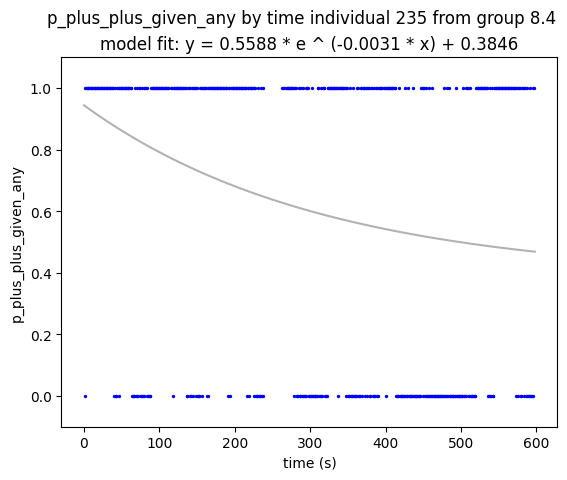 p_plus_plus_given_any by time individual 235 from group 8.4
model fit: y = 0.5588 * e ^ (-0.0031 * x) + 0.3846
1.0
0.8
0.6
0.4
0.2
0.0
p_plus_plus_given_any
0 100 200 300 400 500 600
time (s)